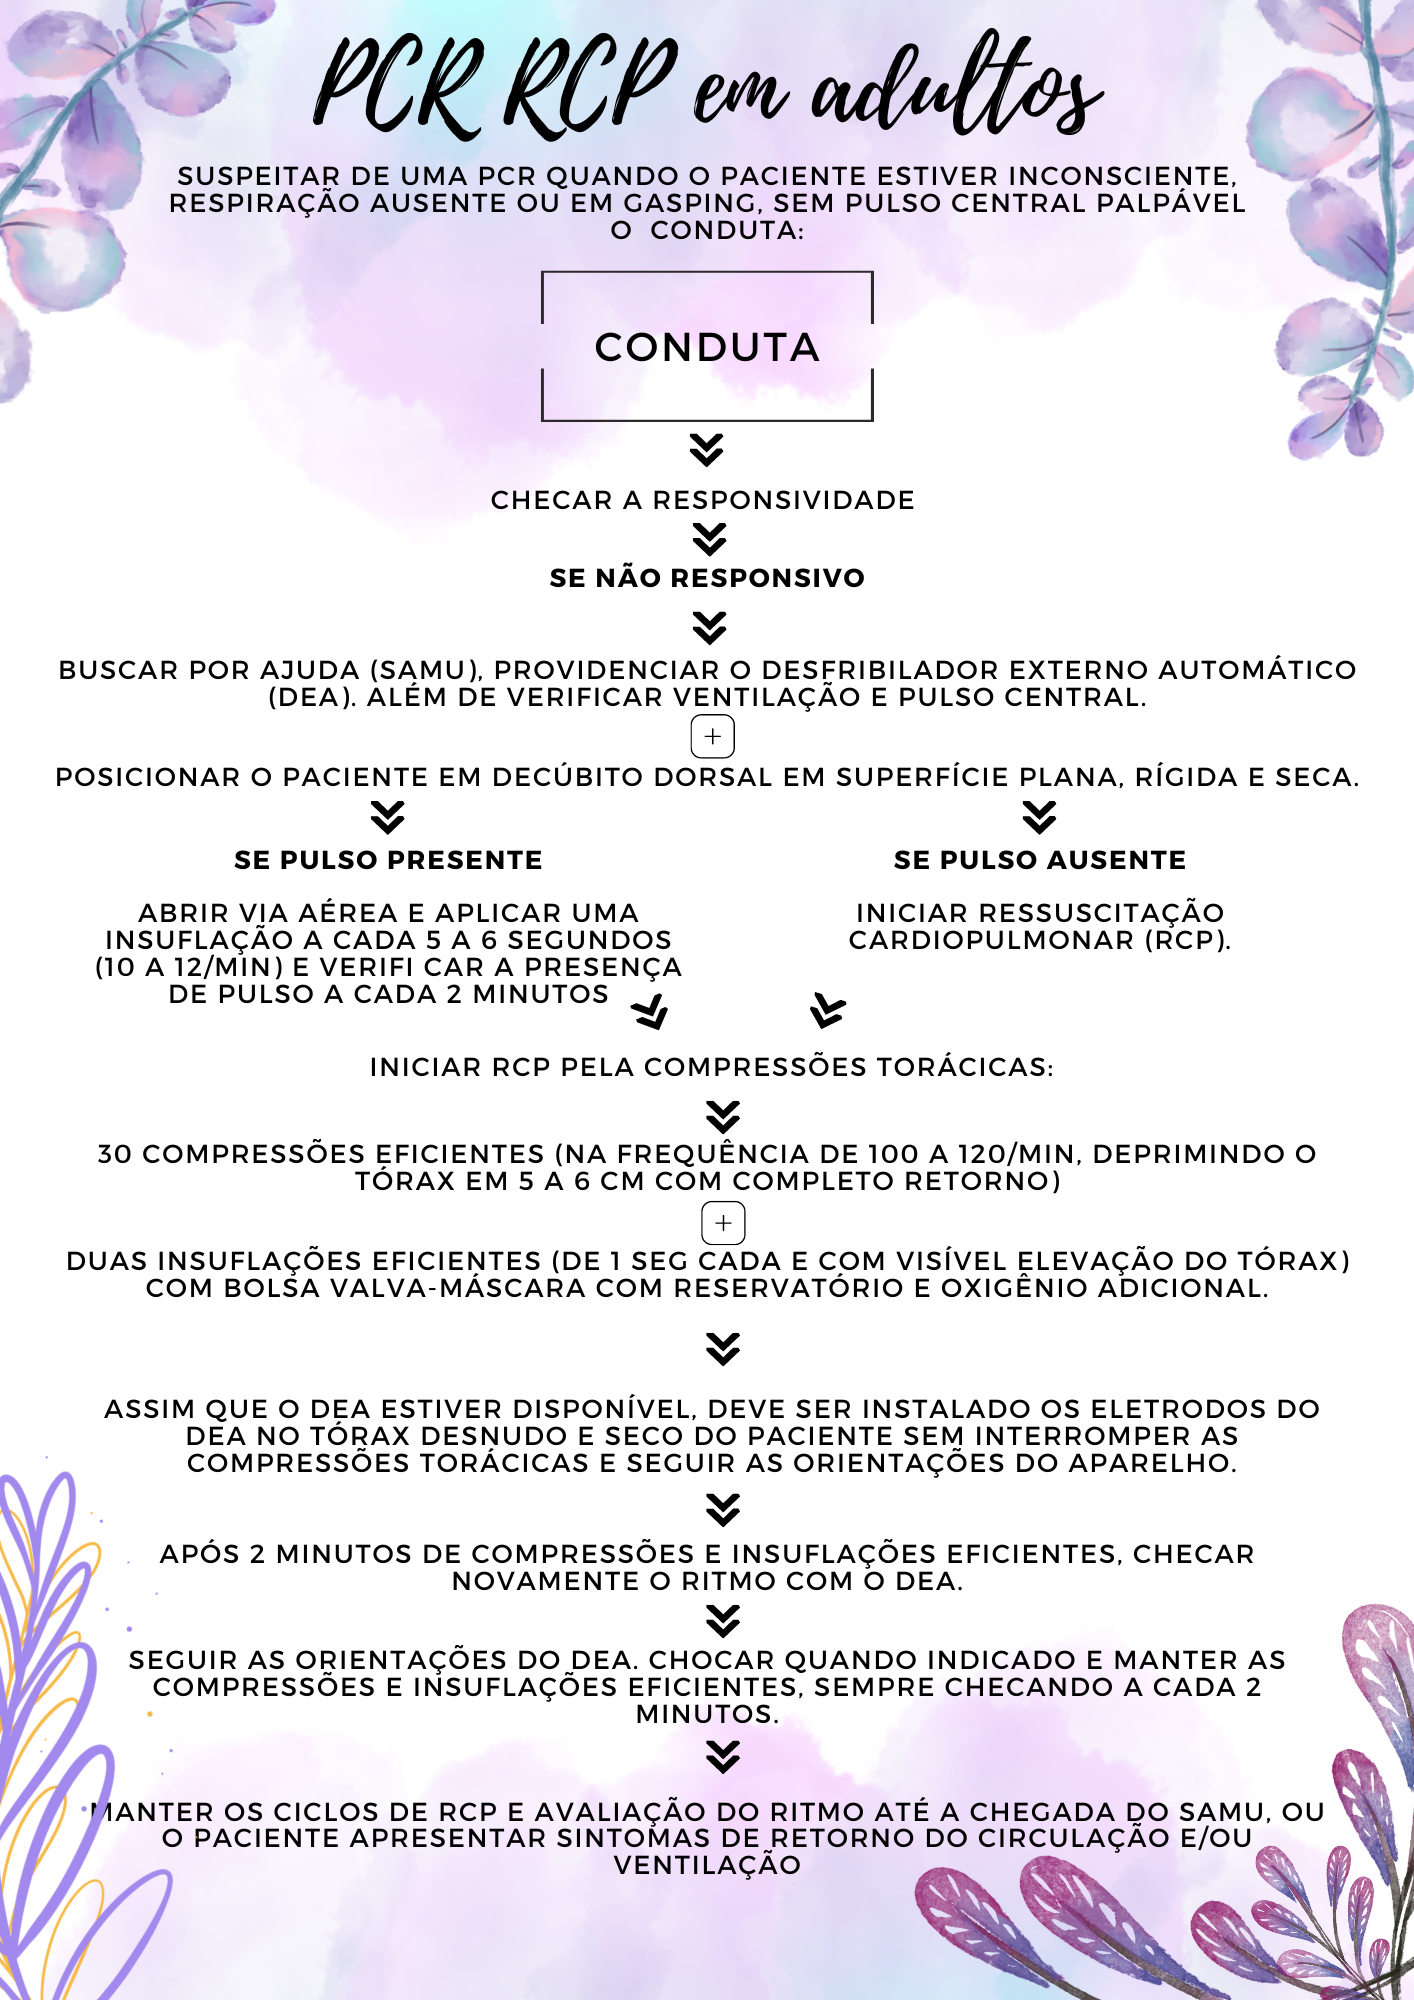 PCR RCP em adultos
SUSPEITAR DE UMA PCR QUANDO O PACIENTE ESTIVER INCONSCIENTE,
RESPIRAÇÃO AUSENTE OU EM GASPING, SEM PULSO CENTRAL PALPÁVEL
O CONDUTA:
CONDUTA
CHECAR A RESPONSIVIDADE
SE NÃO RESPONSIVO
BUSCAR POR AJUDA (SAMU), PROVIDENCIAR O DESFRIBILADOR EXTERNO AUTOMÁTICO
(DEA). ALÉM DE VERIFICAR VENTILAÇÃO E PULSO CENTRAL.
+
POSICIONAR O PACIENTE EM DECÚBITO DORSAL EM SUPERFÍCIE PLANA, RÍGIDA E SECA.
SE PULSO PRESENTE
ABRIR VIA AÉREA E APLICAR UMA
INSUFLAÇÃO A CADA 5 A 6 SEGUNDOS
(10 A 12/MIN) E VERIFI CAR A PRESENÇA
DE PULSO A CADA 2 MINUTOS
SE PULSO AUSENTE
INICIAR RESSUSCITAÇÃO
CARDIOPULMONAR (RCP).
INICIAR RCP PELA COMPRESSÕES TORÁCICAS:
30 COMPRESSÕES EFICIENTES (NA FREQUÊNCIA DE 100 A 120/MIN, DEPRIMINDO O
TÓRAX EM 5 A 6 CM COM COMPLETO RETORNO)
+
DUAS INSUFLAÇÕES EFICIENTES (DE 1 SEG CADA E COM VISÍVEL ELEVAÇÃO DO TÓRAX)
COM BOLSA VALVA-MÁSCARA COM RESERVATÓRIO E OXIGÊNIO ADICIONAL.
ASSIM QUE O DEA ESTIVER DISPONÍVEL, DEVE SER INSTALADO OS ELETRODOS DO
DEA NO TÓRAX DESNUDO E SECO DO PACIENTE SEM INTERROMPER AS
COMPRESSÕES TORÁCICAS E SEGUIR AS ORIENTAÇÕES DO APARELHO.
APÓS 2 MINUTOS DE COMPRESSÕES E INSUFLAÇÕES EFICIENTES, CHECAR
NOVAMENTE O RITMO COM O DEA.
SEGUIR AS ORIENTAÇÕES DO DEA. CHOCAR QUANDO INDICADO E MANTER AS
COMPRESSÕES E INSUFLAÇÕES EFICIENTES, SEMPRE CHECANDO A CADA 2
MINUTOS.
MANTER OS CICLOS DE RCP E AVALIAÇÃO DO RITMO ATÉ A CHEGADA DO SAMU, OU
O PACIENTE APRESENTAR SINTOMAS DE RETORNO DO CIRCULAÇÃO E/OU
VENTILAÇÃO